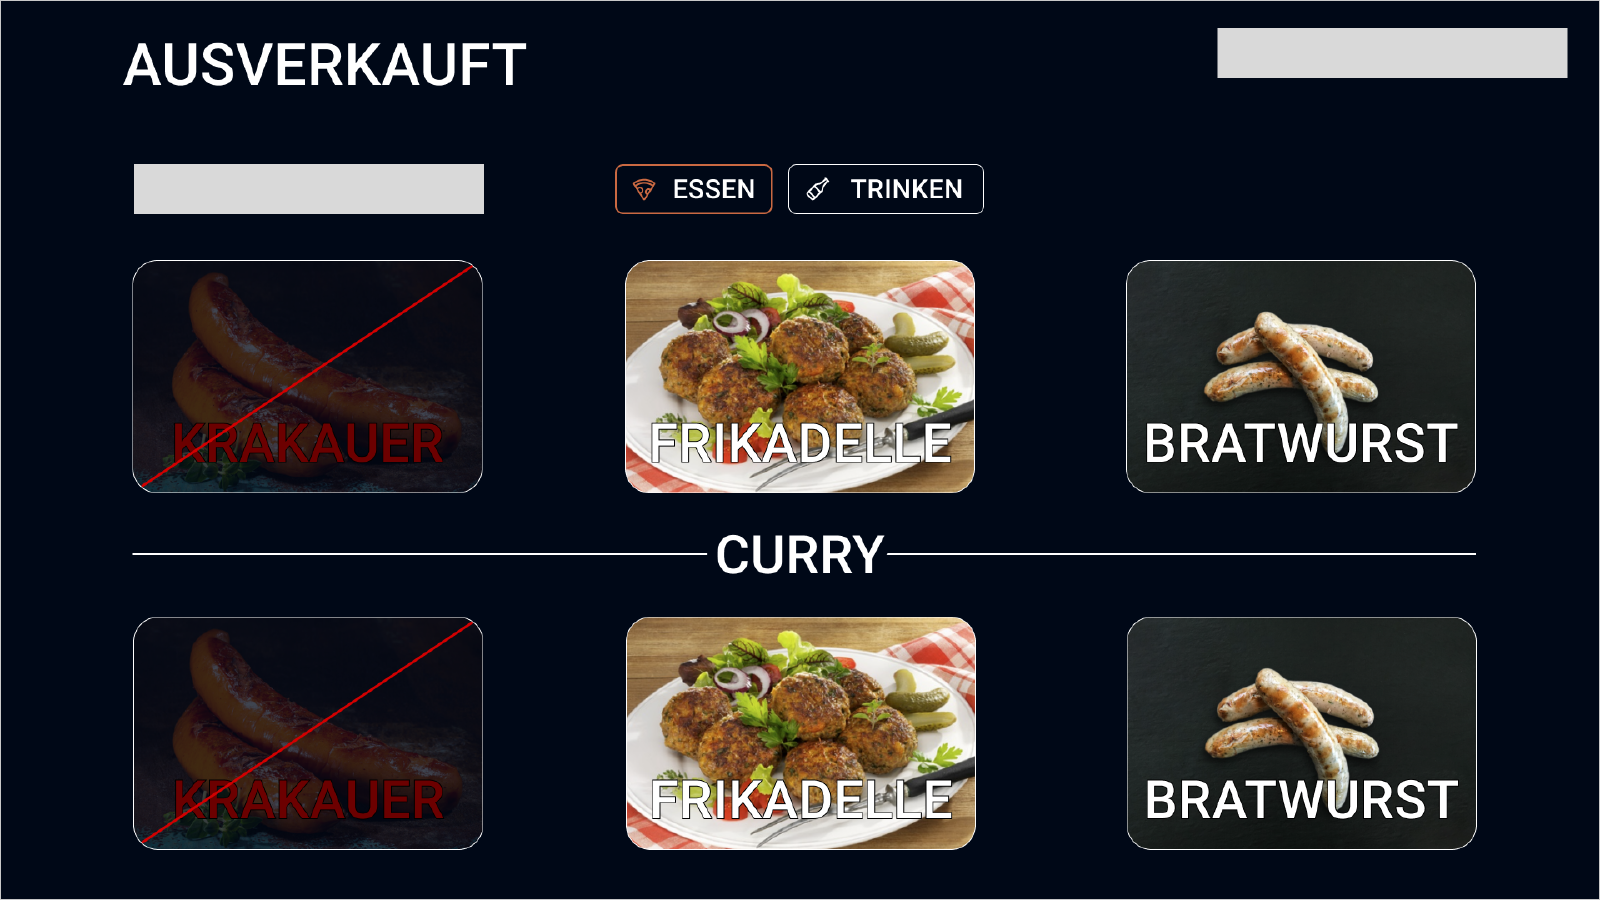 AUSVERKAUFT
ESSEN
TRINKEN
KRAKAUER
FRIKADELLE
BRATWURST
CURRY
KRAKAUER
FRIKADELLE
BRATWURST